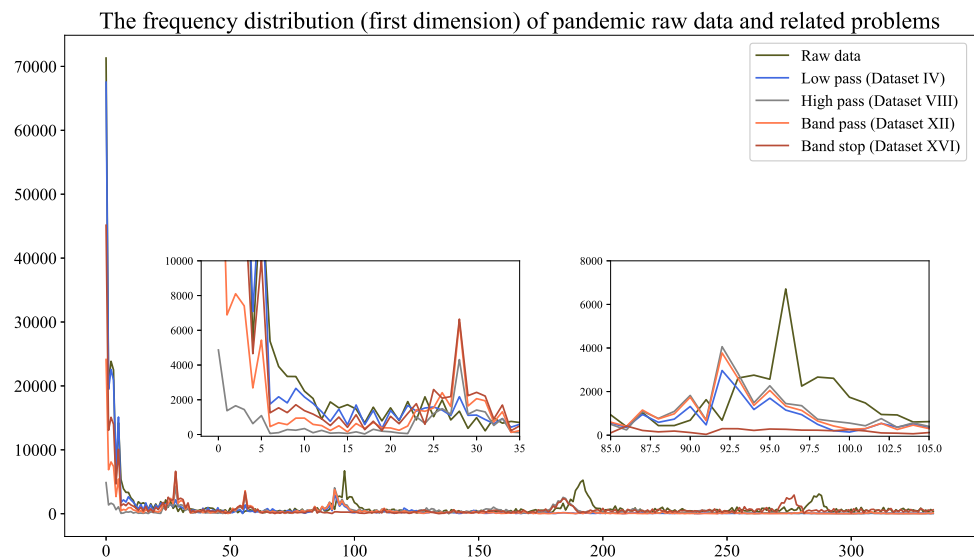 The frequency distribution (first dimension) of pandemic raw data and related problems
Raw data
Low pass (Dataset IV)
High pass (Dataset VIII)
Band pass (Dataset XII)
Band stop (Dataset XVI)
70000
60000
50000
40000
30000
20000
10000
0
10000
8000
6000
4000
2000
0
0 5 10 15 20 25 30 35
8000
6000
4000
2000
0
85.0 87.5 90.0 92.5 95.0 97.5 100.0 102.5 105.0
0 50 100 150 200 250 300